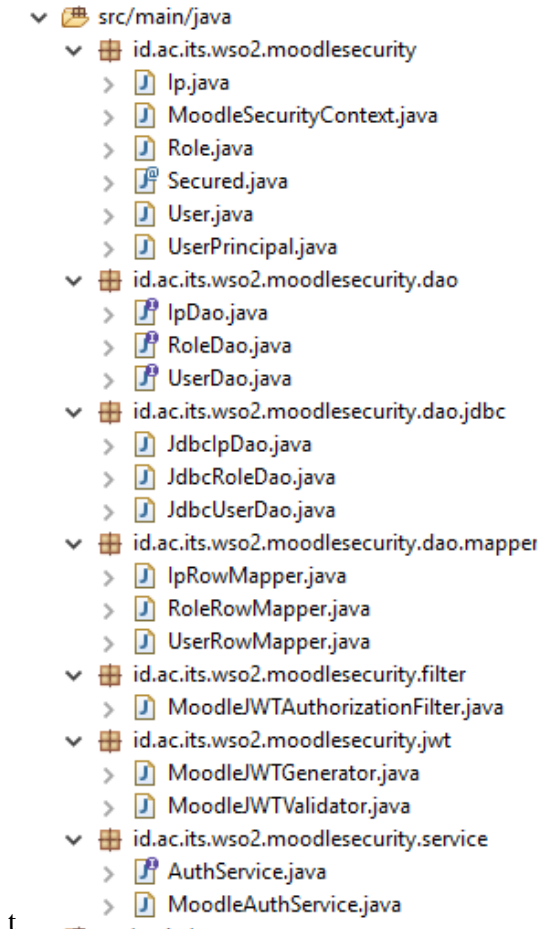 src/main/java
id.ac.its.wso2.moodlesecurity
Ip.java
MoodleSecurityContext.java
Role.java
Secured.java
User.java
UserPrincipal.java
id.ac.its.wso2.moodlesecurity.dao
IpDao.java
RoleDao.java
UserDao.java
id.ac.its.wso2.moodlesecurity.dao.jdbc
JdbcIpDao.java
JdbcRoleDao.java
JdbcUserDao.java
id.ac.its.wso2.moodlesecurity.dao.mapper
IpRowMapper.java
RoleRowMapper.java
UserRowMapper.java
id.ac.its.wso2.moodlesecurity.filter
MoodleJWTAuthorizationFilter.java
id.ac.its.wso2.moodlesecurity.jwt
MoodleJWTGenerator.java
MoodleJWTValidator.java
id.ac.its.wso2.moodlesecurity.service
AuthService.java
MoodleAuthService.java
t